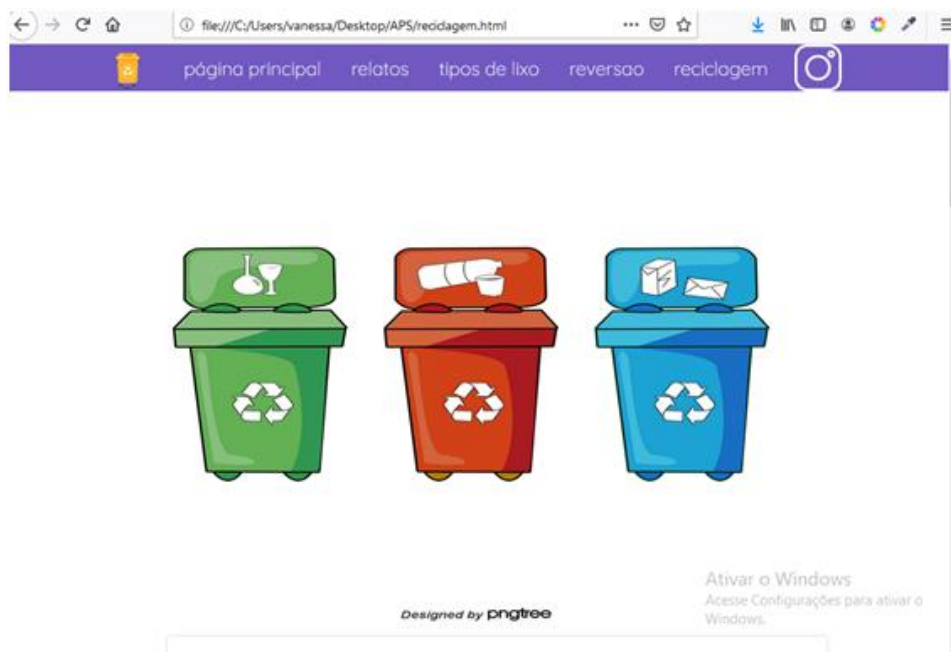 file:///C:/Users/vanessa/Desktop/APS/reciclagem.html
página principal relatos tipos de lixo reversao reciclagem
Ativar o Windows
Acesse Configurações para ativar o
Windows.
Designed by pngtree